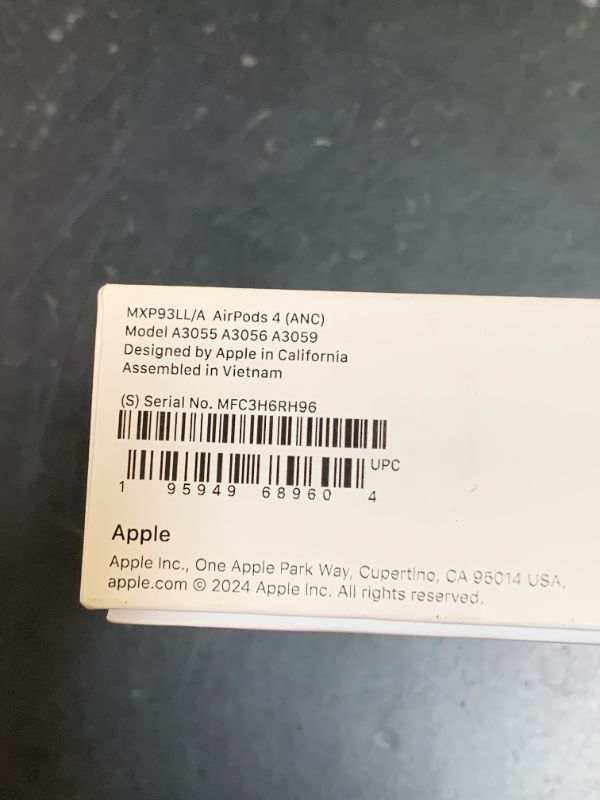 MXP93LL/A AirPods 4 (ANC)
Model A3055 A3056 A3059
Designed by Apple in California
Assembled in Vietnam
(S) Serial No. MFC3H6RH96
UPC
1 95949 68960 4
Apple
Apple Inc., One Apple Park Way, Cupertino, CA 95014 USA,
apple.com © 2024 Apple Inc. All rights reserved.